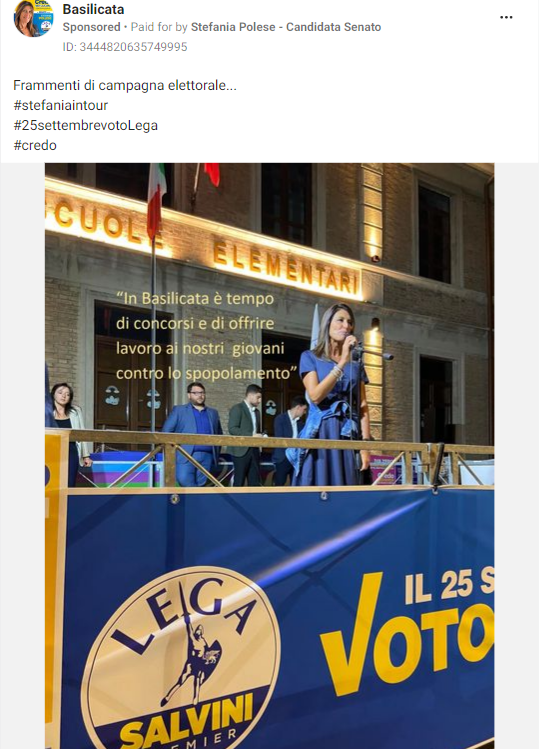 Basilicata
Sponsored • Paid for by Stefania Polese - Candidata Senato
ID: 3444820635749995
Frammenti di campagna elettorale...
#stefaniaintour
#25settembrevotoLega
#credo
CUOLE ELEMENTARI
“In Basilicata è tempo
di concorsi e di offrire
lavoro ai nostri giovani
contro lo spopolamento”
LEGA
SALVINI
PREMIER
IL 25 S
VOTO